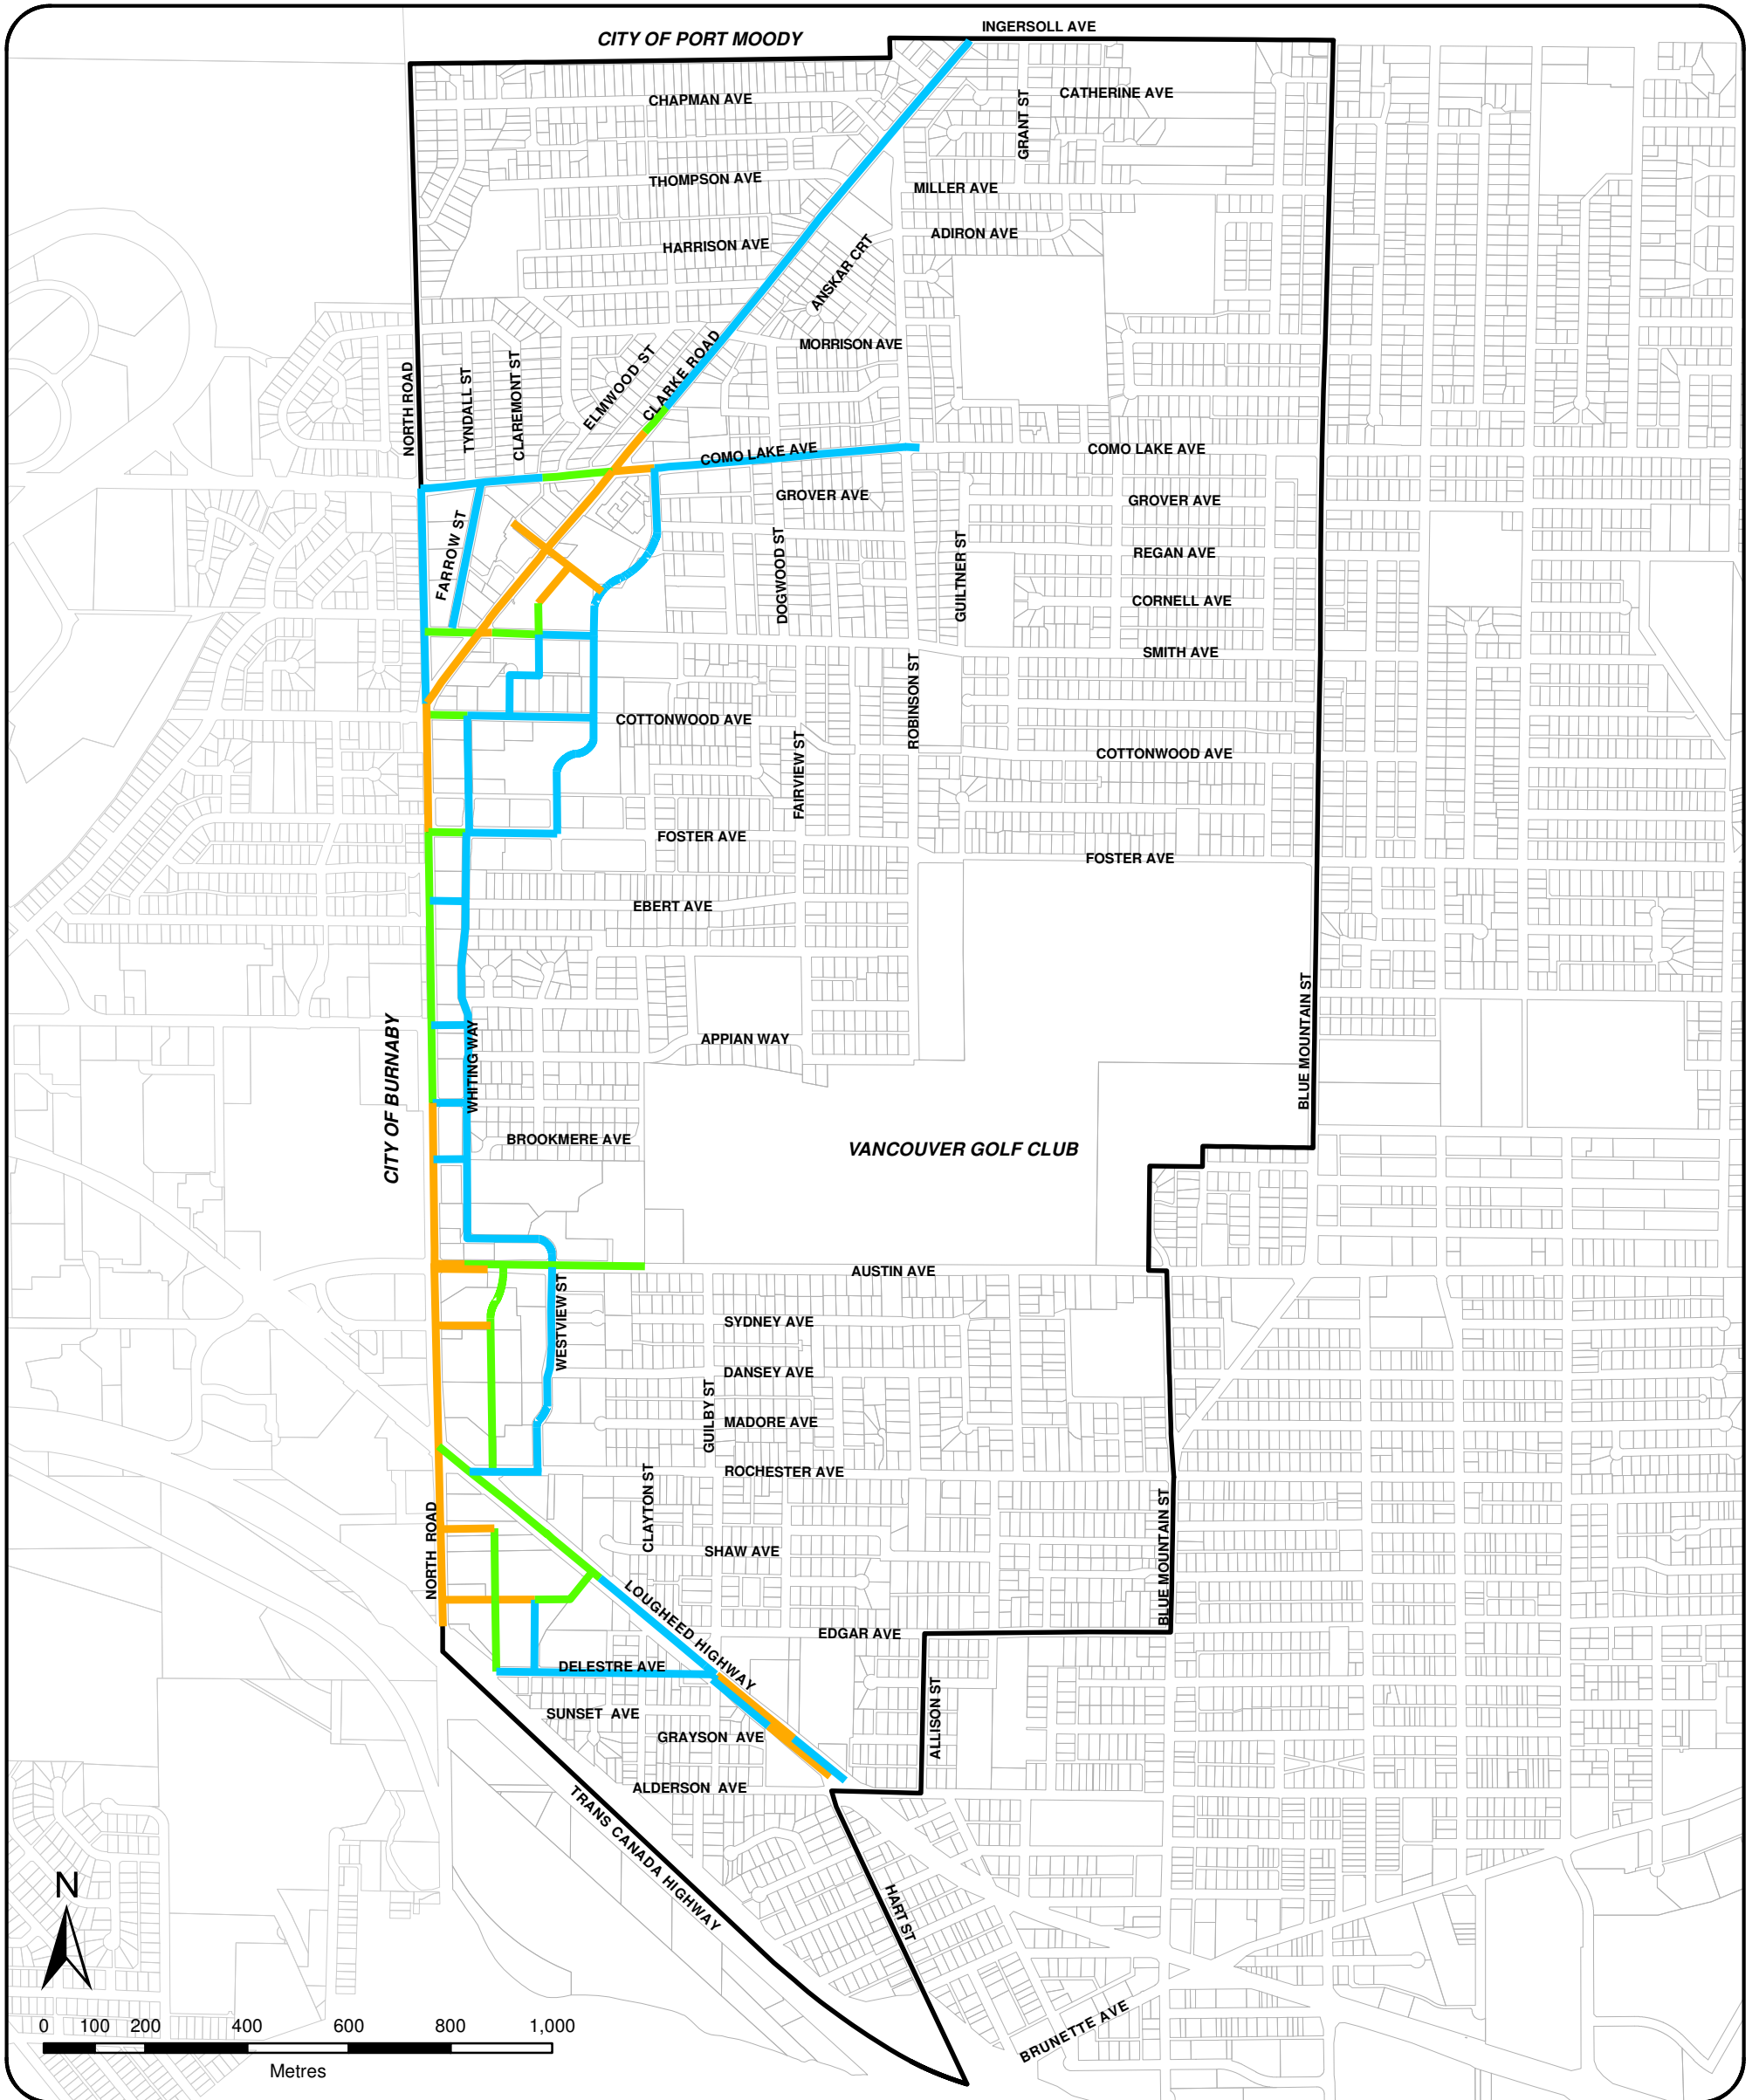 INGERSOLL AVE
CITY OF PORT MOODY
CHAPMAN AVE
CATHERINE AVE
GRANT ST
THOMPSON AVE
MILLER AVE
HARRISON AVE
ADIRON AVE
ANSKAR CRT
MORRISON AVE
NORTH ROAD
TYNDALL ST
CLAREMONT ST
ELMWOOD ST
CLARKE ROAD
COMO LAKE AVE
COMO LAKE AVE
GROVER AVE
GROVER AVE
FARROW ST
DOGWOOD ST
GUILTNER ST
REGAN AVE
CORNELL AVE
SMITH AVE
ROBINSON ST
COTTONWOOD AVE
COTTONWOOD AVE
FAIRVIEW ST
FOSTER AVE
FOSTER AVE
EBERT AVE
BLUE MOUNTAIN ST
CITY OF BURNABY
WHITING WAY
APPIAN WAY
BROOKMERE AVE
VANCOUVER GOLF CLUB
AUSTIN AVE
WESTVIEW ST
SYDNEY AVE
DANSEY AVE
GUILBY ST
MADORE AVE
ROCHESTER AVE
CLAYTON ST
NORTH ROAD
SHAW AVE
BLUE MOUNTAIN ST
LOUGHEED HIGHWAY
EDGAR AVE
DELESTRE AVE
ALLISON ST
SUNSET AVE
GRAYSON AVE
ALDERSON AVE
TRANS CANADA HIGHWAY
HART ST
BRUNETTE AVE
N
0 100 200 400 600 800 1,000
Metres